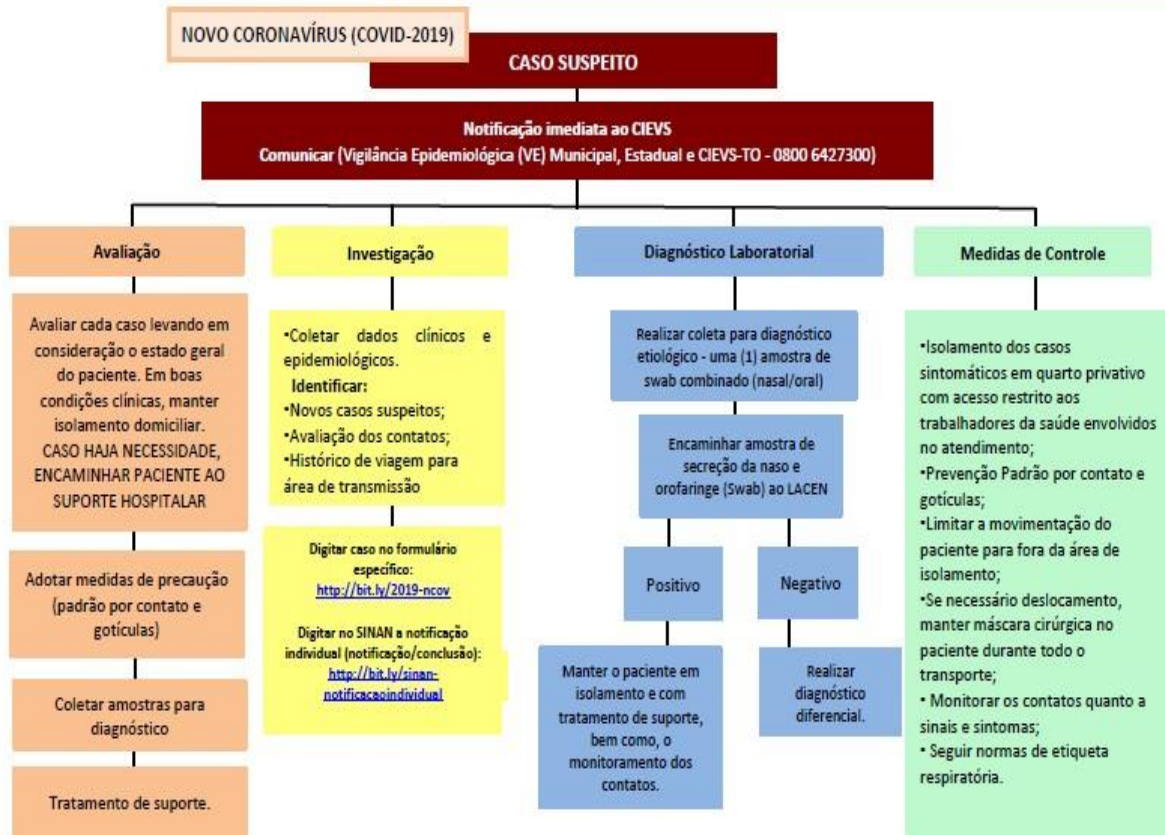 NOVO CORONAVÍRUS (COVID-2019)
CASO SUSPEITO
Notificação imediata ao CIEVS
Comunicar (Vigilância Epidemiológica (VE) Municipal, Estadual e CIEVS-TO - 0800 6427300)
Avaliação
Avaliar cada caso levando em
consideração o estado geral
do paciente. Em boas
condições clínicas, manter
isolamento domiciliar.
CASO HAJA NECESSIDADE,
ENCAMINHAR PACIENTE AO
SUPORTE HOSPITALAR
Adotar medidas de precaução
(padrão por contato e
gotículas)
Coletar amostras para
diagnóstico
Tratamento de suporte.
Investigação
•Coletar dados clínicos e
epidemiológicos.
Identificar:
•Novos casos suspeitos;
•Avaliação dos contatos;
•Histórico de viagem para
área de transmissão
Digitar caso no formulário
específico:
http://bit.ly/2019-ncov
Digitar no SINAN a notificação
individual (notificação/conclusão):
http://bit.ly/sinan-
notificacaoindividual
Diagnóstico Laboratorial
Realizar coleta para diagnóstico
etiológico - uma (1) amostra de
swab combinado (nasal/oral)
Encaminhar amostra de
secreção da naso e
orofaringe (Swab) ao LACEN
Positivo
Negativo
Manter o paciente em
isolamento e com
tratamento de suporte,
bem como, o
monitoramento dos
contatos.
Realizar
diagnóstico
diferencial.
Medidas de Controle
•Isolamento dos casos
sintomáticos em quarto privativo
com acesso restrito aos
trabalhadores da saúde envolvidos
no atendimento;
•Prevenção Padrão por contato e
gotículas;
•Limitar a movimentação do
paciente para fora da área de
isolamento;
•Se necessário deslocamento,
manter máscara cirúrgica no
paciente durante todo o
transporte;
• Monitorar os contatos quanto a
sinais e sintomas;
• Seguir normas de etiqueta
respiratória.